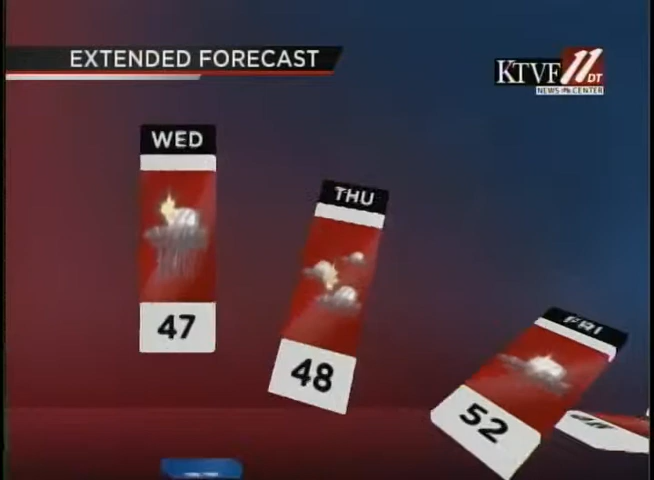 EXTENDED FORECAST
KTVF 11 DT
NEWS CENTER
WED
47
THU
48
FRI
52